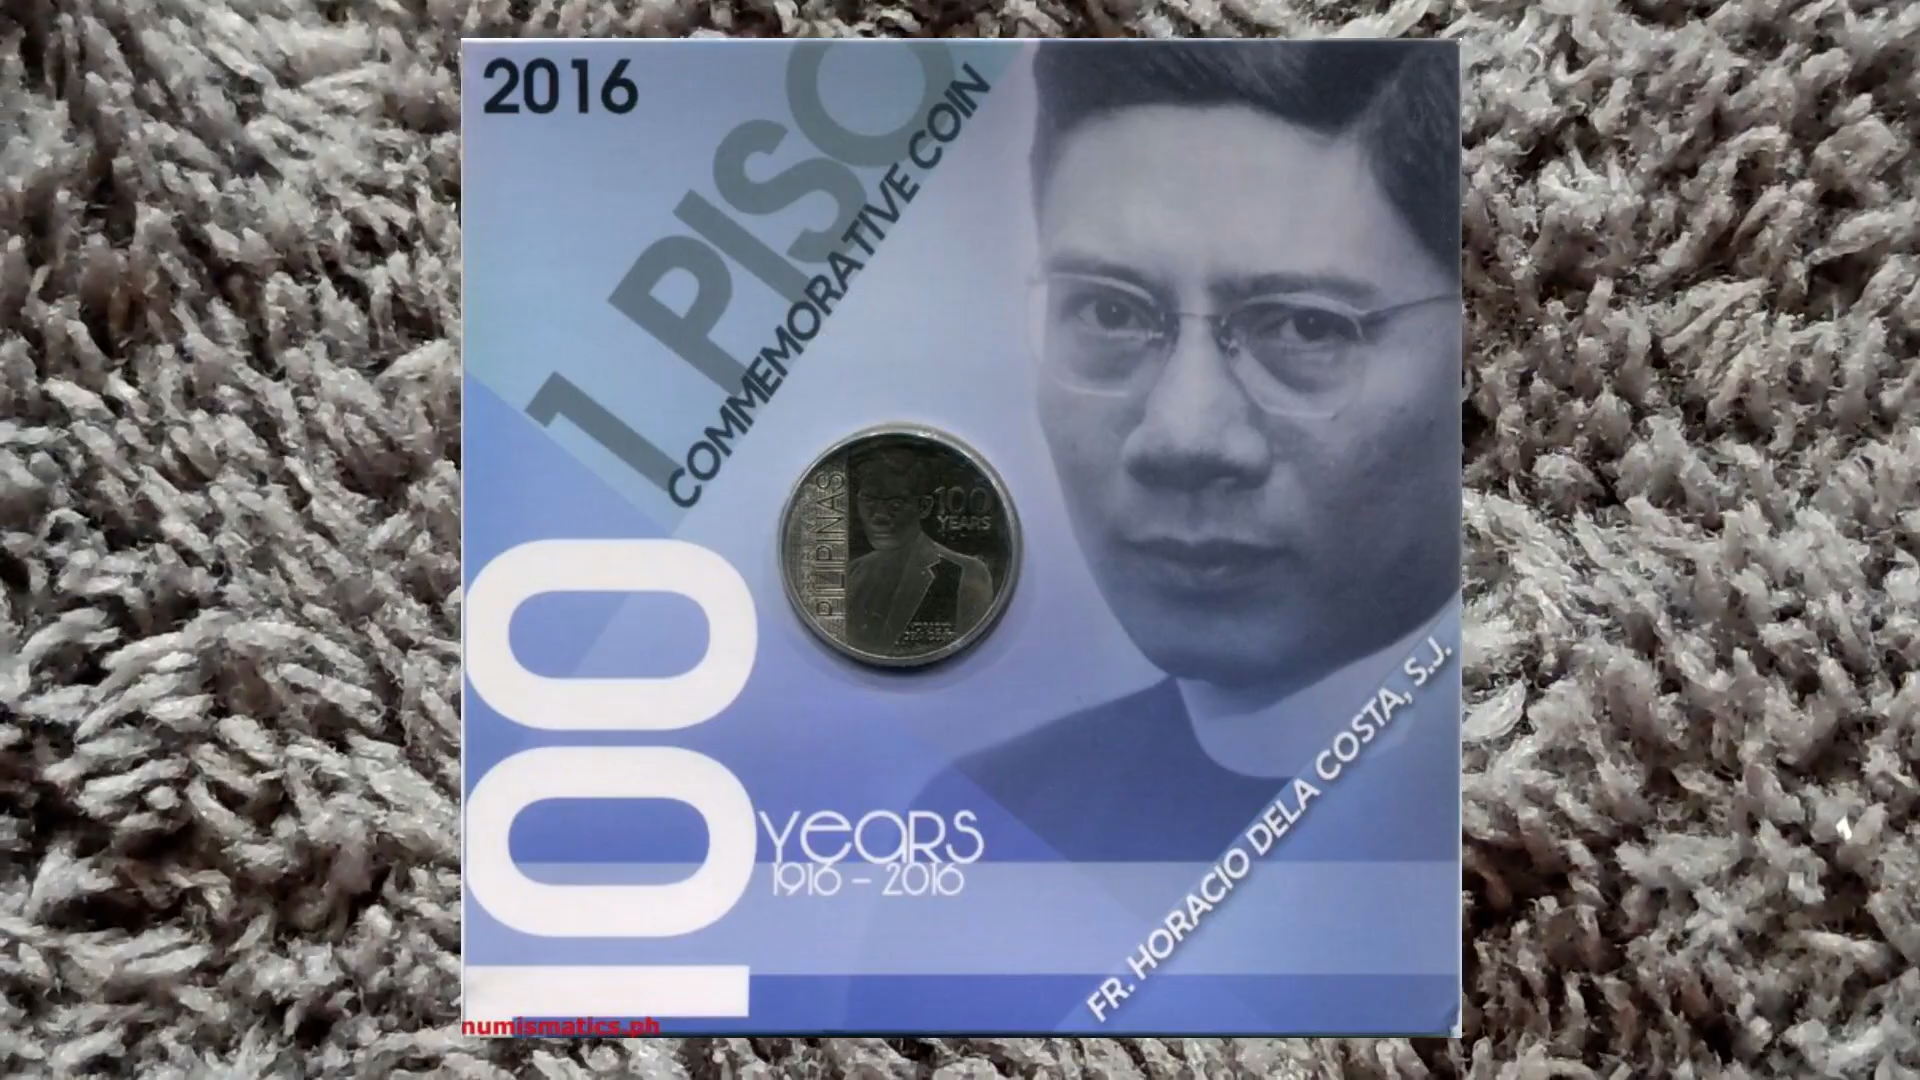 2016
1 PISO
COMMEMORATIVE COIN
PILIPINAS
100
YEARS
100
years
1916 - 2016
FR. HORACIO DELA COSTA, S.J.
numismatics.ph